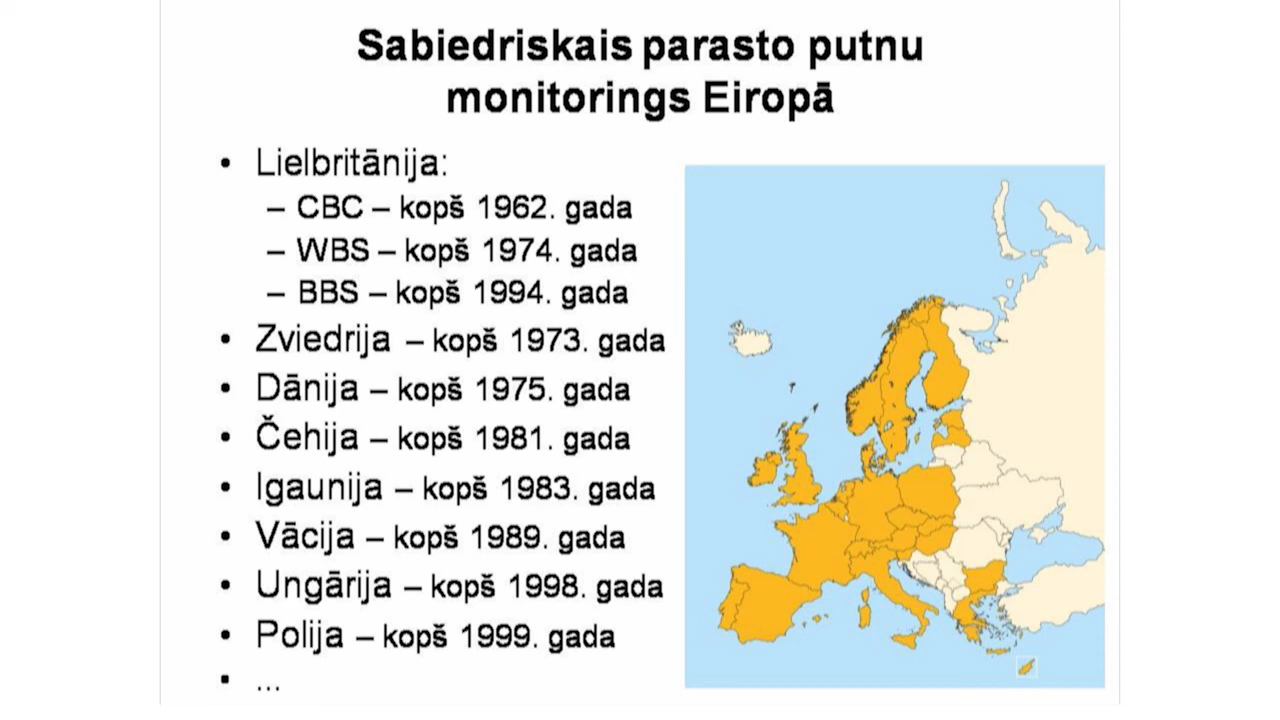 Sabiedriskais parasto putnu
monitorings Eiropā
• Lielbritānija:
– CBC – kopš 1962. gada
– WBS – kopš 1974. gada
– BBS – kopš 1994. gada
• Zviedrija – kopš 1973. gada
• Dānija – kopš 1975. gada
• Čehija – kopš 1981. gada
• Igaunija – kopš 1983. gada
• Vācija – kopš 1989. gada
• Ungārija – kopš 1998. gada
• Polija – kopš 1999. gada
• ...